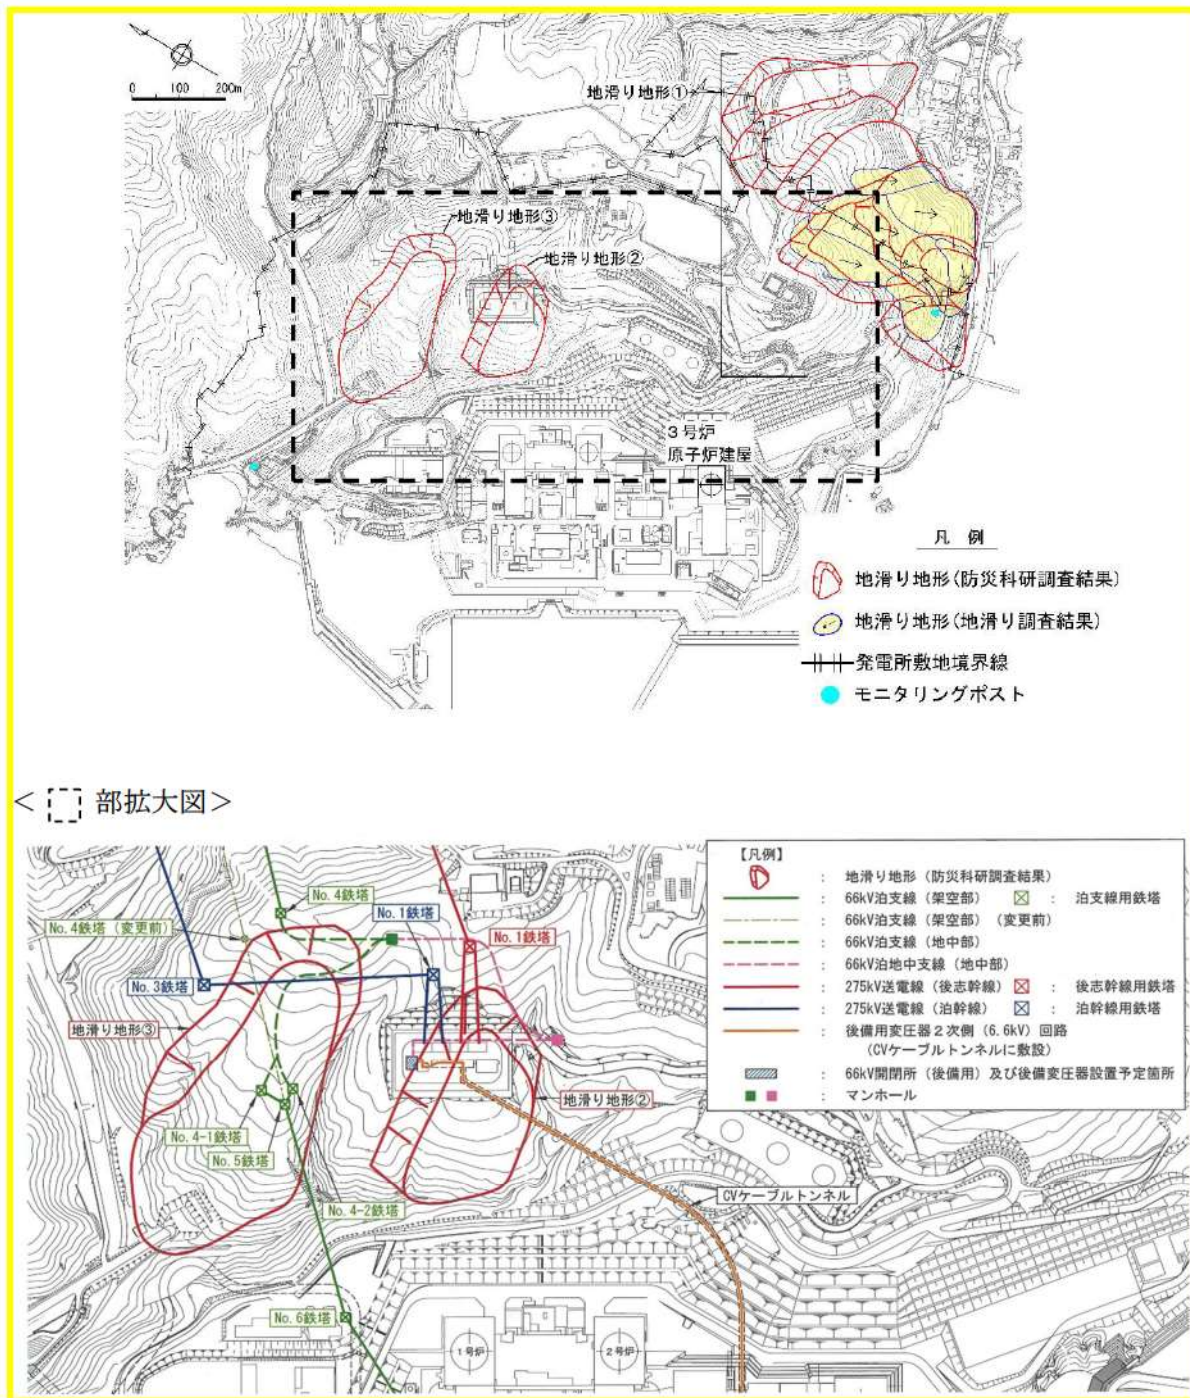 0 100 200m
地滑り地形①
地滑り地形③
地滑り地形②
3号炉
原子炉建屋
凡 例
地滑り地形(防災科研調査結果)
地滑り地形(地滑り調査結果)
発電所敷地境界線
モニタリングポスト
< 部拡大図>
No.4鉄塔
No.1鉄塔
No.4鉄塔(変更前)
No.1鉄塔
No.3鉄塔
地滑り地形③
地滑り地形②
No.4-1鉄塔
No.5鉄塔
No.4-2鉄塔
CVケーブルトンネル
No.6鉄塔
1号炉
2号炉
【凡例】
: 地滑り地形(防災科研調査結果)
: 66kV泊支線(架空部) : 泊支線用鉄塔
: 66kV泊支線(架空部)(変更前)
: 66kV泊支線(地中部)
: 66kV泊地中支線(地中部)
: 275kV送電線(後志幹線) : 後志幹線用鉄塔
: 275kV送電線(泊幹線) : 泊幹線用鉄塔
: 後備用変圧器2次側(6.6kV)回路
(CVケーブルトンネルに敷設)
: 66kV開閉所(後備用)及び後備変圧器設置予定箇所
: マンホール